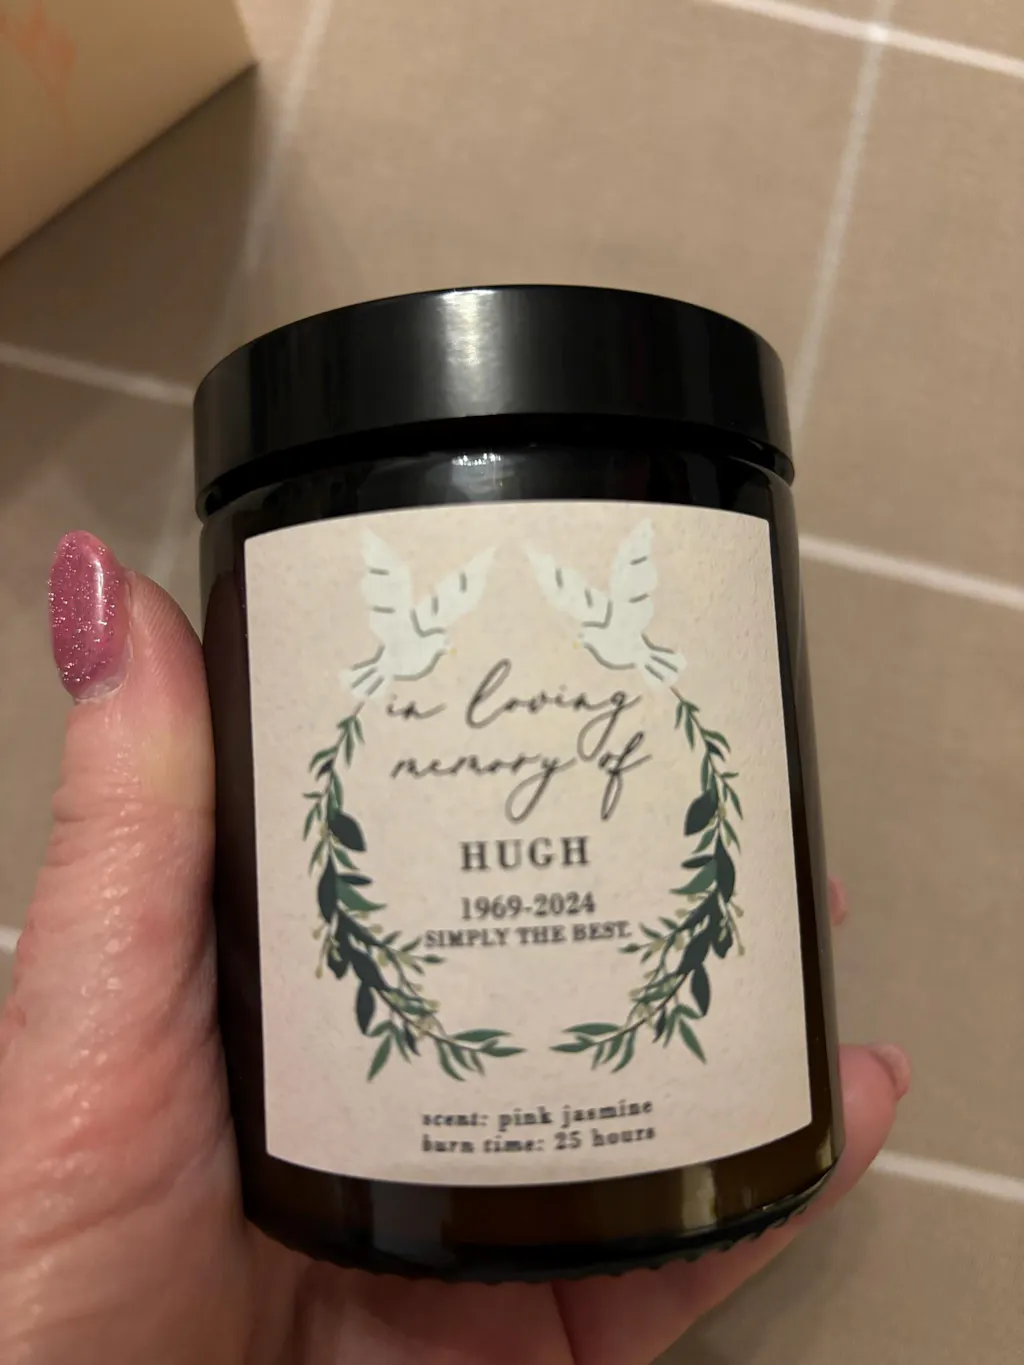 in loving
memory of
HUGH
1969-2024
SIMPLY THE BEST.
scent: pink jasmine
burn time: 25 hours